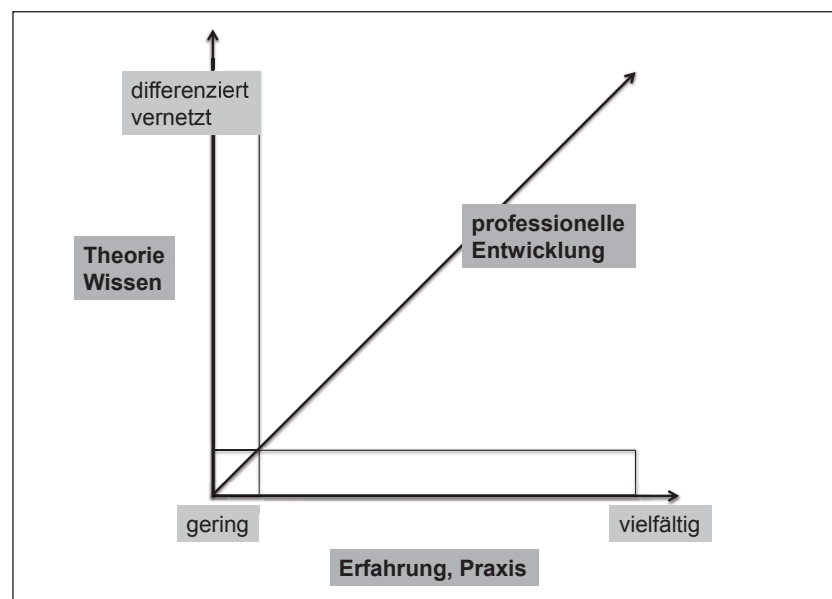 differenziert
vernetzt
professionelle
Entwicklung
Theorie
Wissen
gering
vielfältig
Erfahrung, Praxis